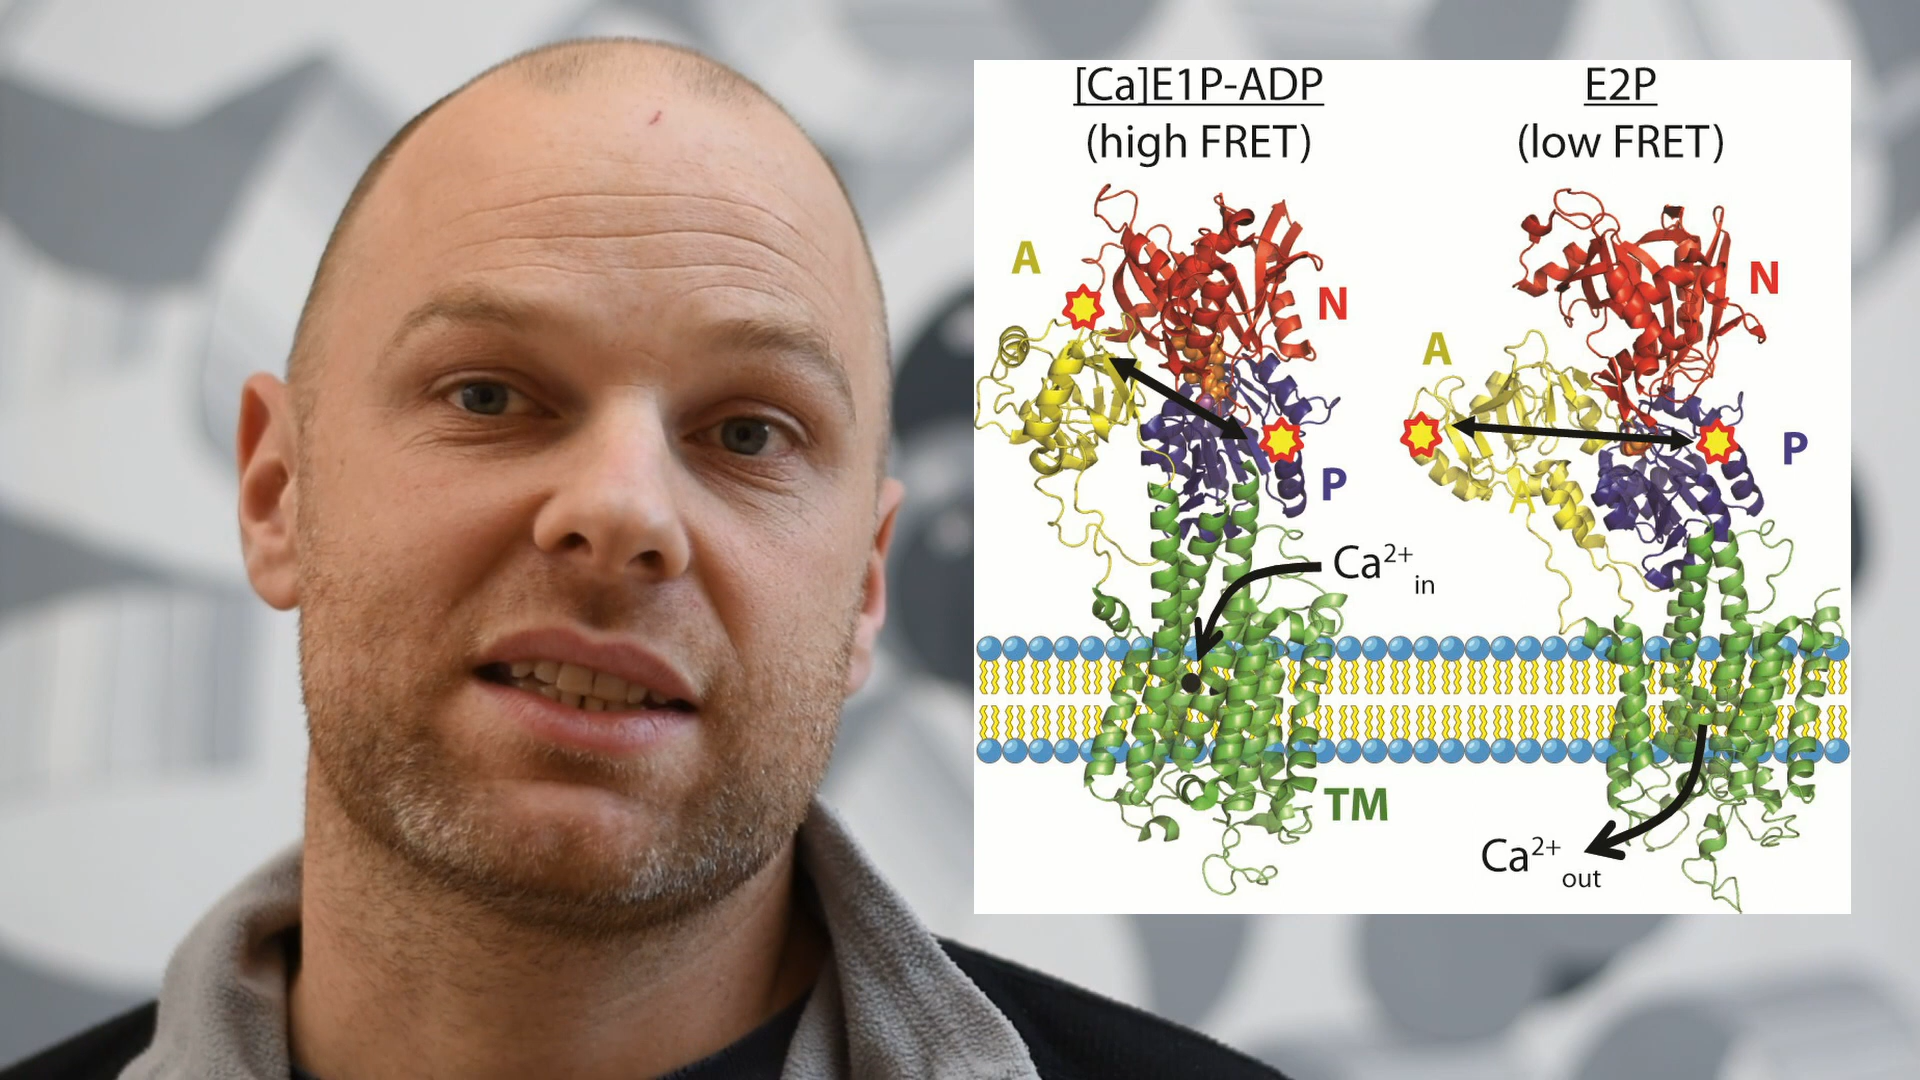 [Ca]E1P-ADP
(high FRET)
E2P
(low FRET)
A
N
P
Ca²⁺in
TM
A
N
P
A
Ca²⁺out